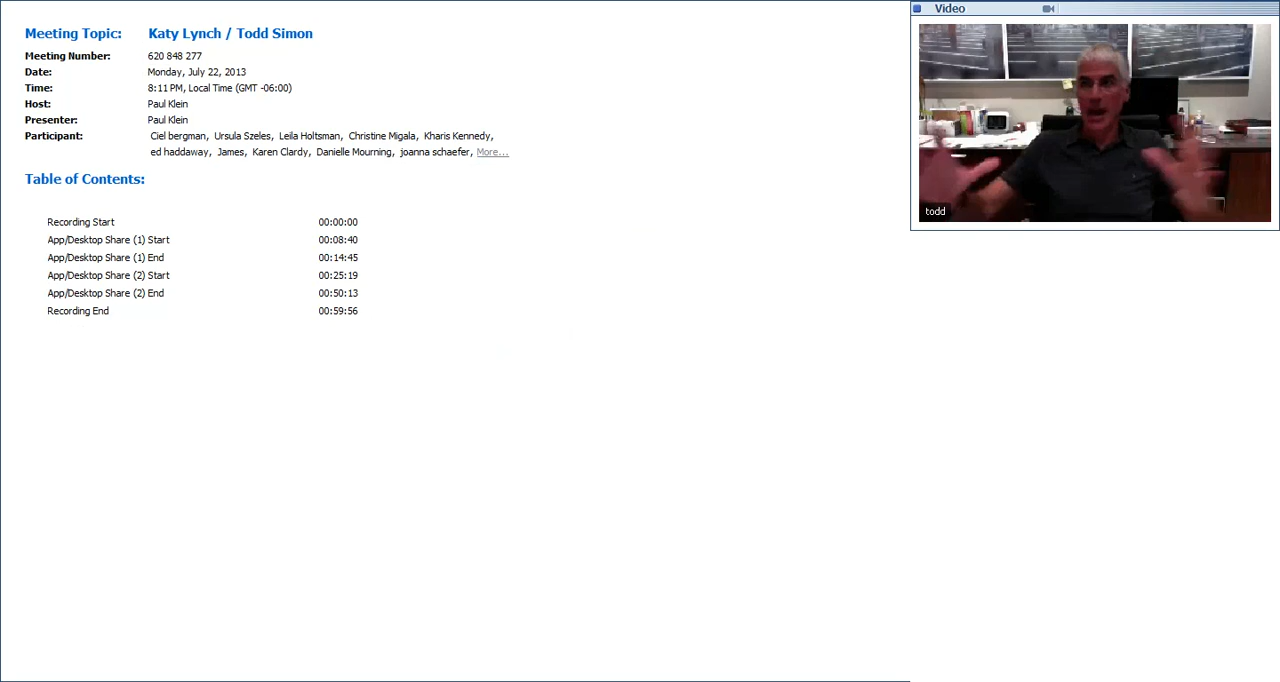 Meeting Topic: Katy Lynch / Todd Simon
Meeting Number: 620 848 277
Date: Monday, July 22, 2013
Time: 8:11 PM, Local Time (GMT -06:00)
Host: Paul Klein
Presenter: Paul Klein
Participant: Ciel bergman, Ursula Szeles, Leila Holtsman, Christine Migala, Kharis Kennedy,
ed haddaway, James, Karen Clardy, Danielle Mourning, joanna schaefer, More...
Table of Contents:
Recording Start 00:00:00
App/Desktop Share (1) Start 00:08:40
App/Desktop Share (1) End 00:14:45
App/Desktop Share (2) Start 00:25:19
App/Desktop Share (2) End 00:50:13
Recording End 00:59:56
Video
todd